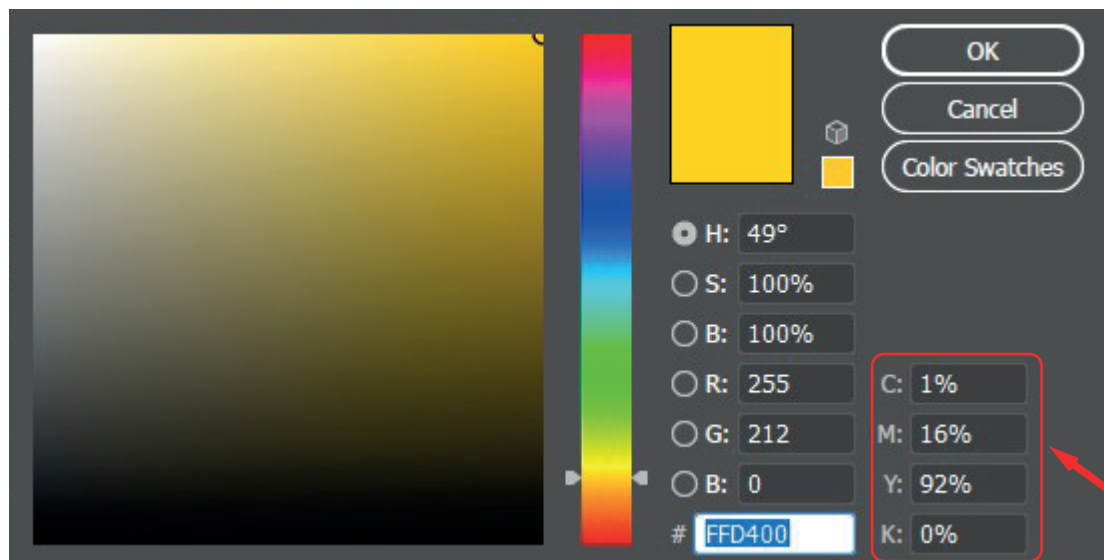 OK
Cancel
Color Swatches
H: 49°
S: 100%
B: 100%
R: 255 C: 1%
G: 212 M: 16%
B: 0 Y: 92%
# FFD400 K: 0%